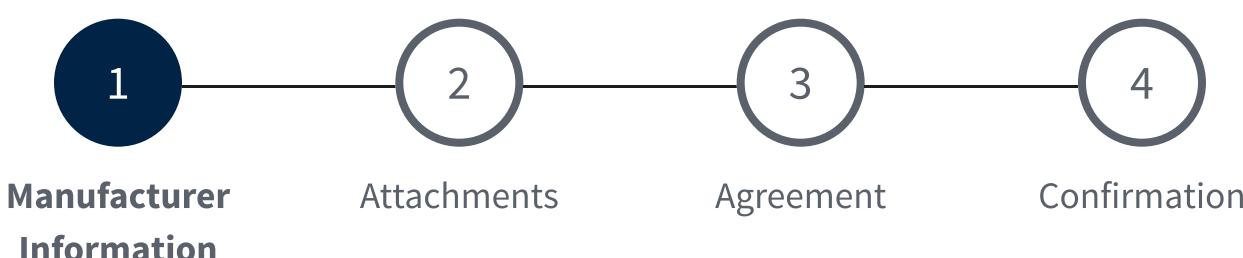 1 2 3 4
Manufacturer Attachments Agreement Confirmation
Information